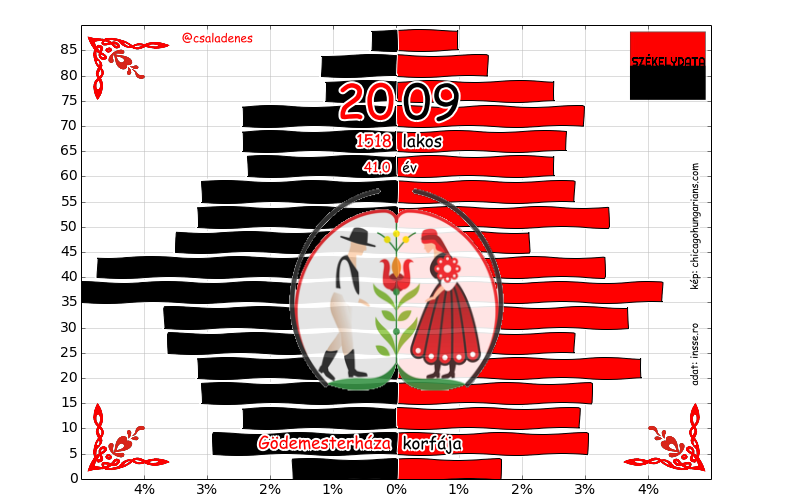 @csaladenes
SZÉKELYDATA
2009
1518 lakos
41,0 év
Gödemesterháza korfája
kép: chicagohungarians.com
adat: insse.ro
85
80
75
70
65
60
55
50
45
40
35
30
25
20
15
10
5
0
4% 3% 2% 1% 0% 1% 2% 3% 4%